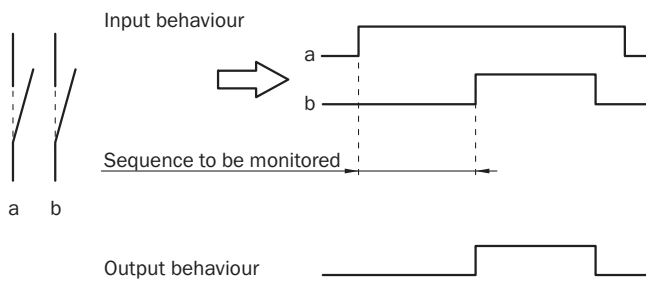 Input behaviour
a
b
Sequence to be monitored
a b
Output behaviour